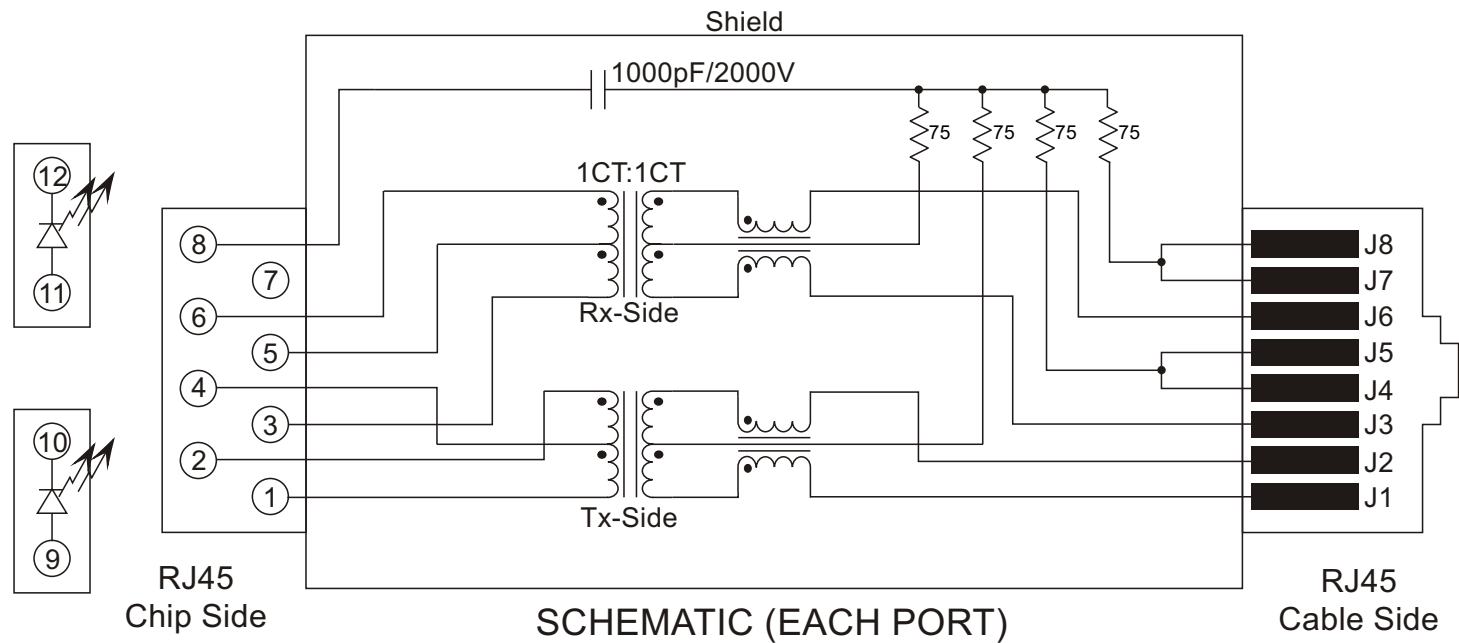 Shield
1000pF/2000V
75 75 75 75
1CT:1CT
12
11
8
7
6
5
4
3
2
1
Rx-Side
Tx-Side
10
9
J8
J7
J6
J5
J4
J3
J2
J1
RJ45
Chip Side
SCHEMATIC (EACH PORT)
RJ45
Cable Side